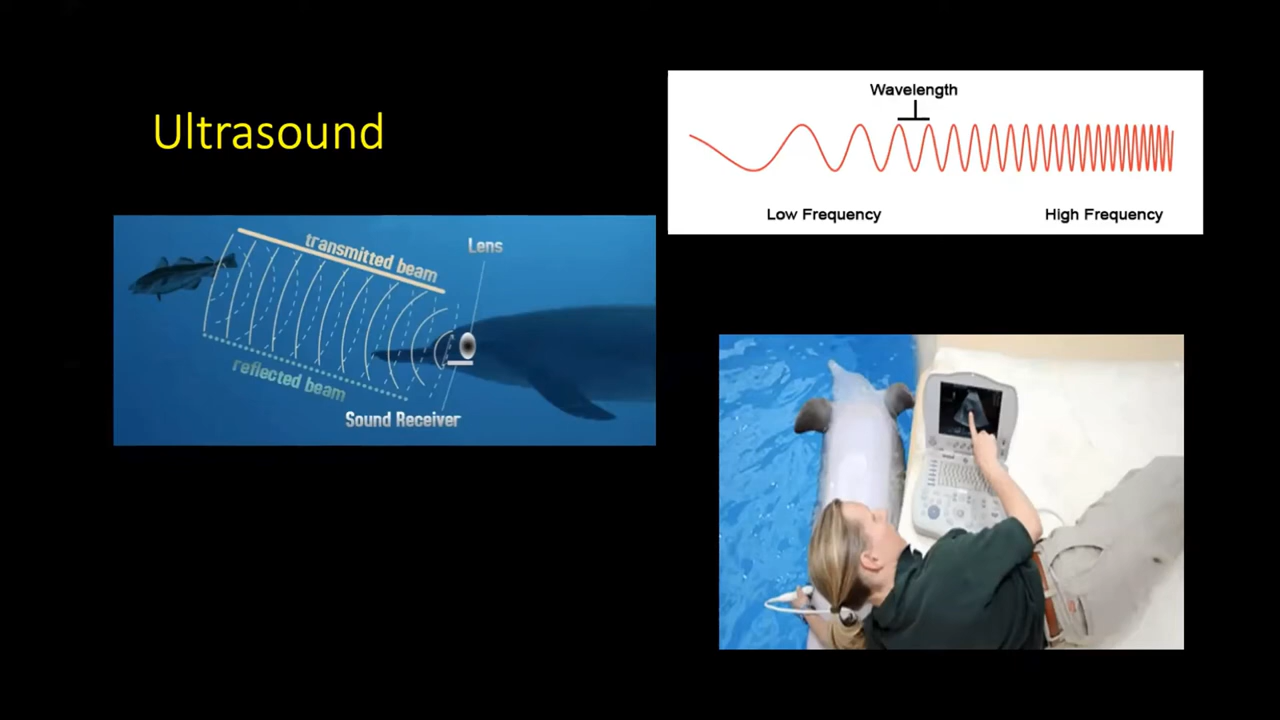 Ultrasound
Wavelength
Low Frequency
High Frequency
transmitted beam
Lens
reflected beam
Sound Receiver